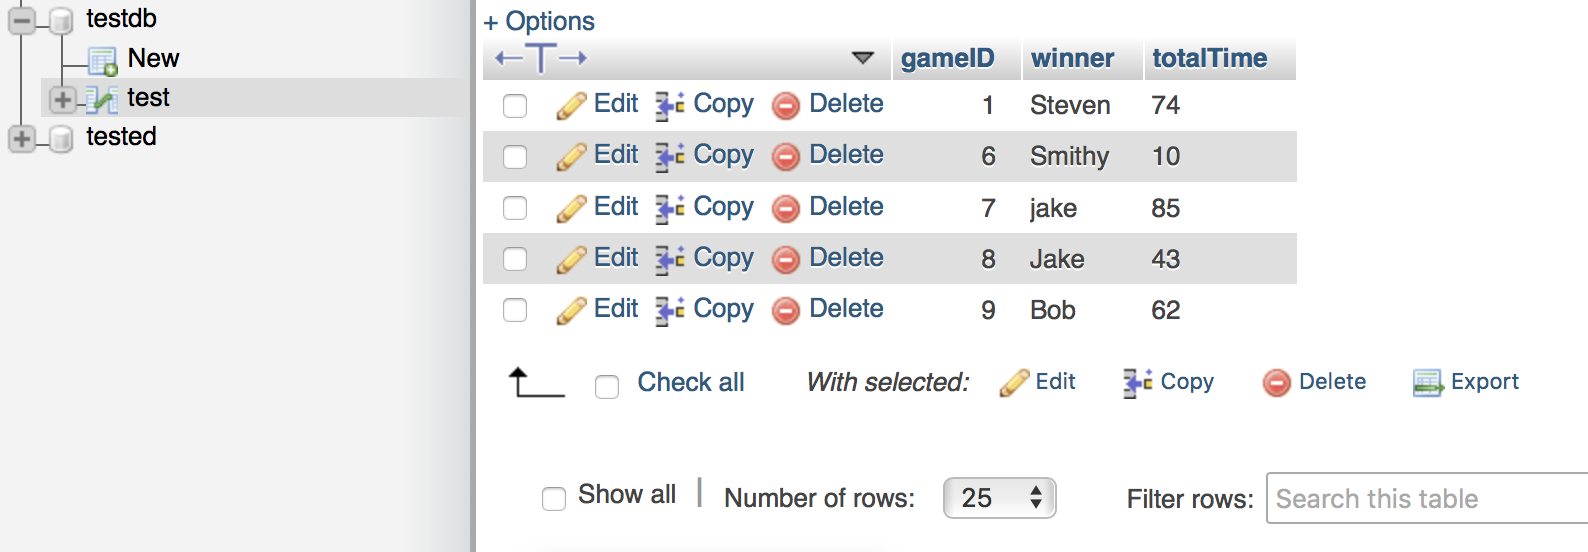 testdb
New
test
tested
+ Options
←T→ gameID winner totalTime
Edit Copy Delete 1 Steven 74
Edit Copy Delete 6 Smithy 10
Edit Copy Delete 7 jake 85
Edit Copy Delete 8 Jake 43
Edit Copy Delete 9 Bob 62
Check all With selected: Edit Copy Delete Export
Show all | Number of rows: 25 Filter rows: Search this table